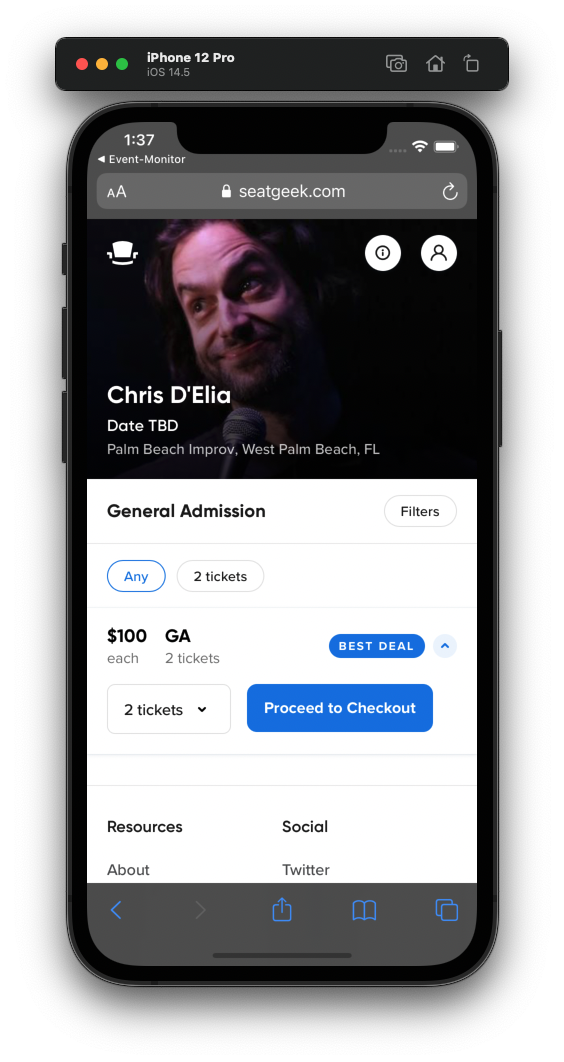 iPhone 12 Pro
iOS 14.5
1:37
◀ Event-Monitor
AA
seatgeek.com
Chris D'Elia
Date TBD
Palm Beach Improv, West Palm Beach, FL
General Admission
Filters
Any
2 tickets
$100 GA
BEST DEAL
each 2 tickets
2 tickets
Proceed to Checkout
Resources Social
About Twitter